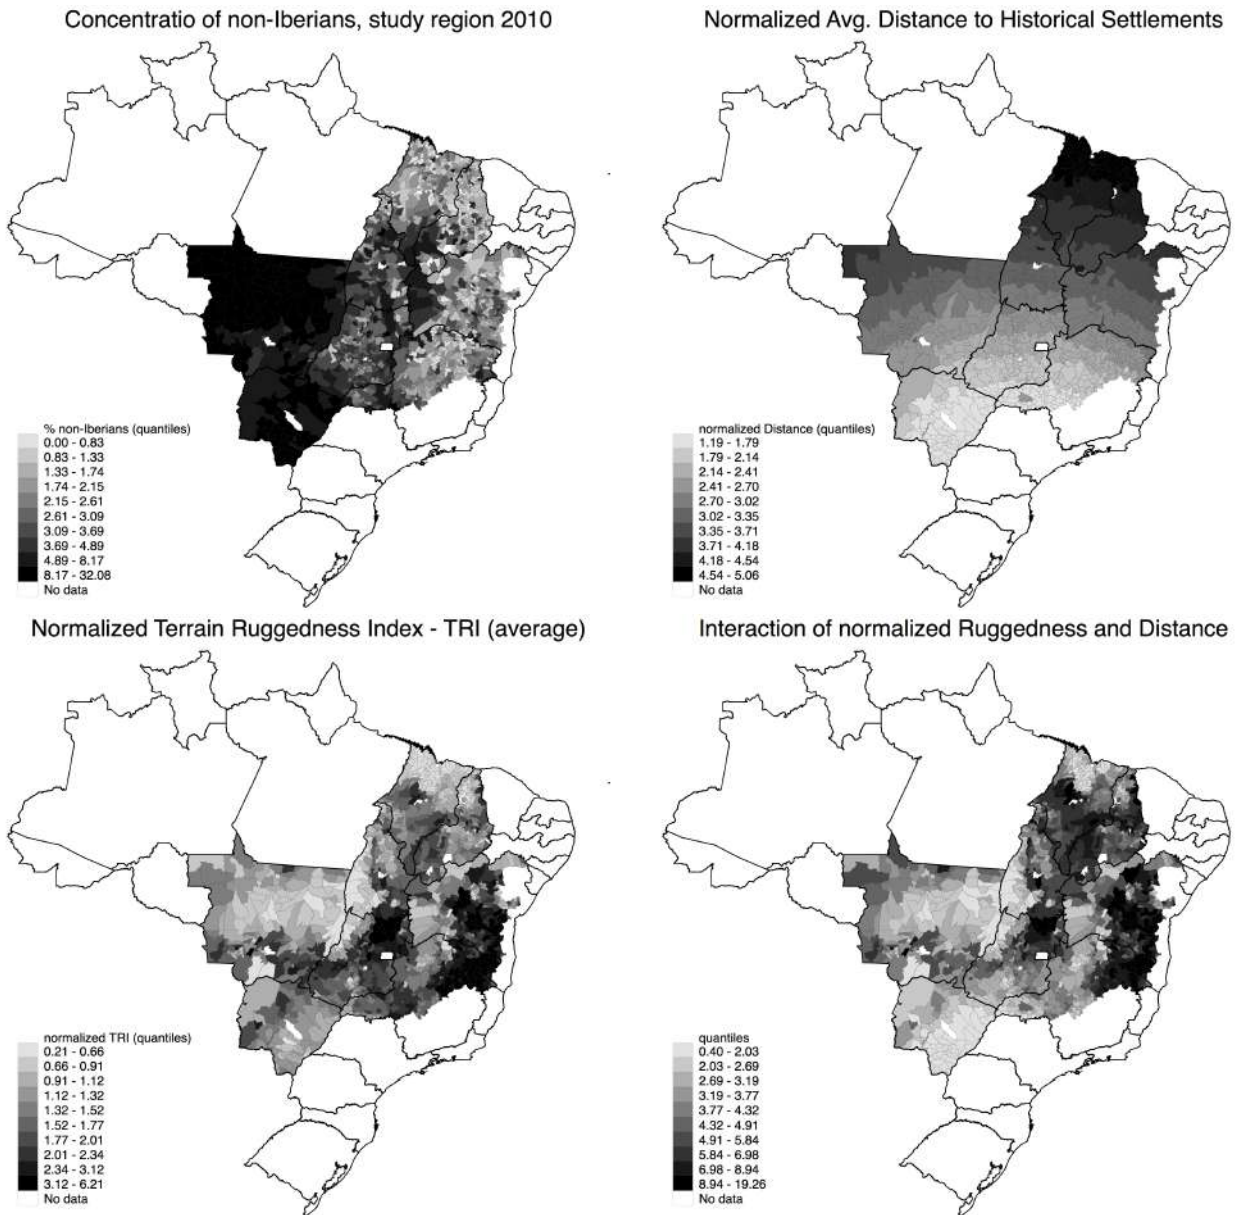 Concentratio of non-Iberians, study region 2010
Normalized Avg. Distance to Historical Settlements
% non-Iberians (quantiles)
0.00 - 0.83
0.83 - 1.33
1.33 - 1.74
1.74 - 2.15
2.15 - 2.61
2.61 - 3.09
3.09 - 3.69
3.69 - 4.89
4.89 - 8.17
8.17 - 32.08
No data
normalized Distance (quantiles)
1.19 - 1.79
1.79 - 2.14
2.14 - 2.41
2.41 - 2.70
2.70 - 3.02
3.02 - 3.35
3.35 - 3.71
3.71 - 4.18
4.18 - 4.54
4.54 - 5.06
No data
Normalized Terrain Ruggedness Index - TRI (average)
Interaction of normalized Ruggedness and Distance
normalized TRI (quantiles)
0.21 - 0.66
0.66 - 0.91
0.91 - 1.12
1.12 - 1.32
1.32 - 1.52
1.52 - 1.77
1.77 - 2.01
2.01 - 2.34
2.34 - 3.12
3.12 - 6.21
No data
quantiles
0.40 - 2.03
2.03 - 2.69
2.69 - 3.19
3.19 - 3.77
3.77 - 4.32
4.32 - 4.91
4.91 - 5.84
5.84 - 6.98
6.98 - 8.94
8.94 - 19.26
No data